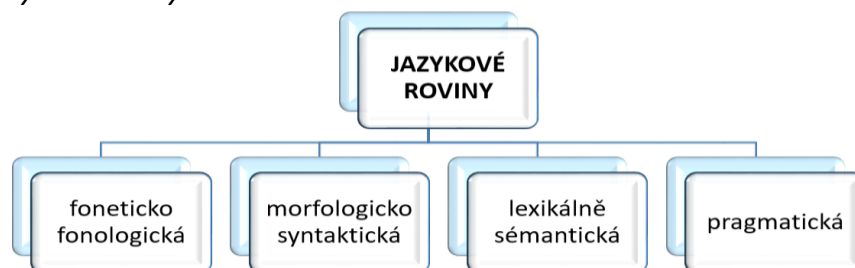 JAZYKOVÉ
ROVINY
foneticko
fonologická
morfologicko
syntaktická
lexikálně
sémantická
pragmatická